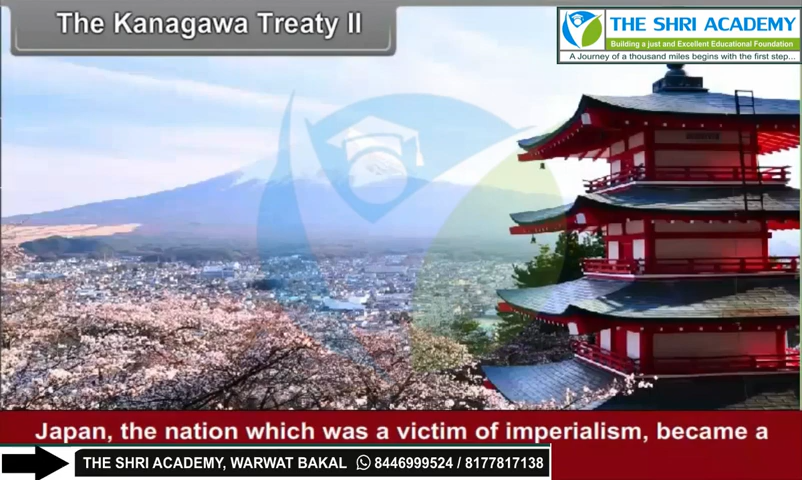 The Kanagawa Treaty II
THE SHRI ACADEMY
Building a just and Excellent Educational Foundation
A Journey of a thousand miles begins with the first step...
Japan, the nation which was a victim of imperialism, became a
THE SHRI ACADEMY, WARWAT BAKAL 8446999524 / 8177817138